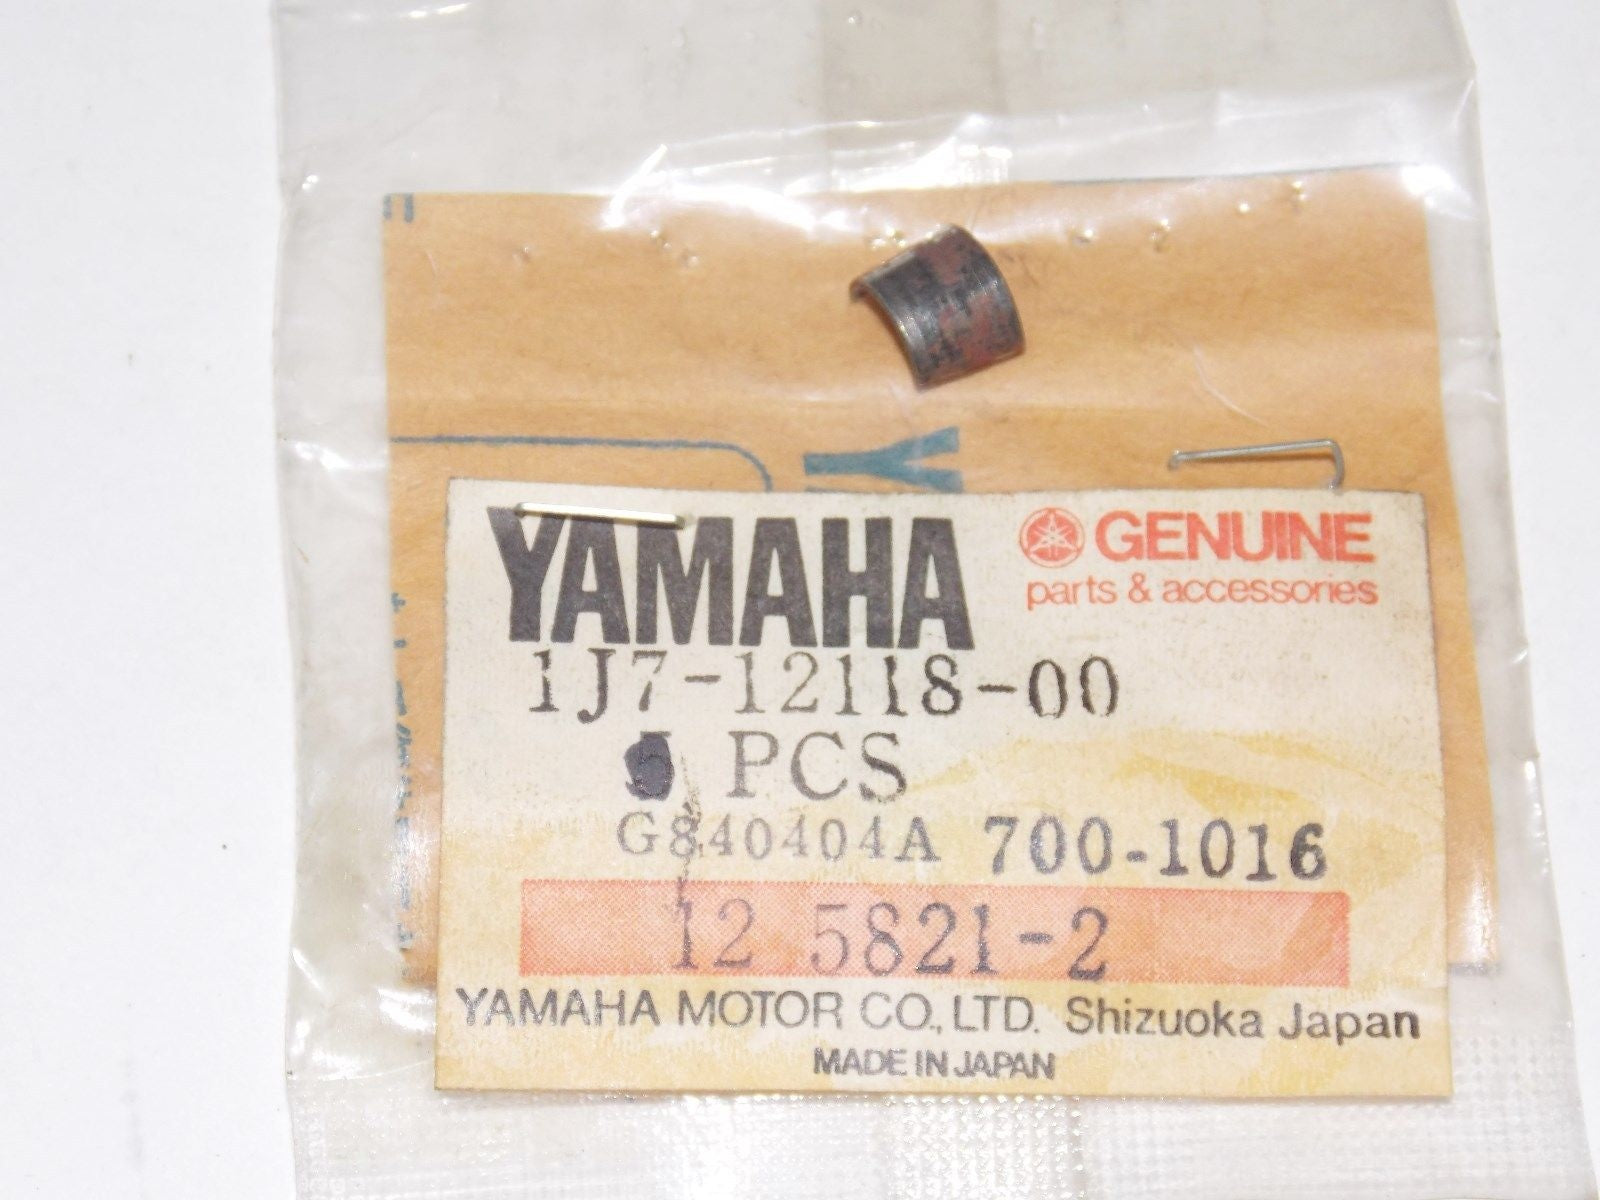 YAMAHA
GENUINE
parts & accessories
1J7-12118-00
5 PCS
G840404A 700-1016
12 5821-2
YAMAHA MOTOR CO., LTD. Shizuoka Japan
MADE IN JAPAN